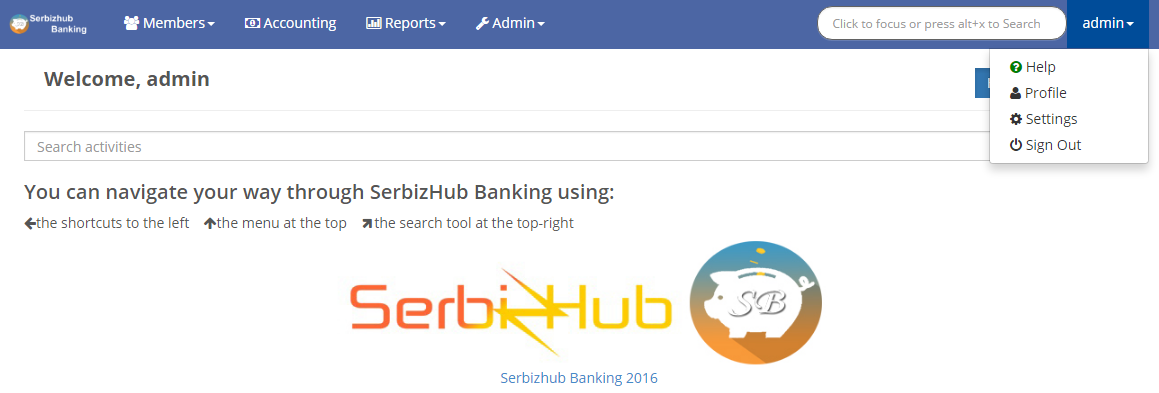 Serbizhub Banking Members Accounting Reports Admin Click to focus or press alt+x to Search admin
Help
Welcome, admin
Profile
Settings
Search activities
Sign Out
You can navigate your way through SerbizHub Banking using:
the shortcuts to the left the menu at the top the search tool at the top-right
SerbizHub SB
Serbizhub Banking 2016